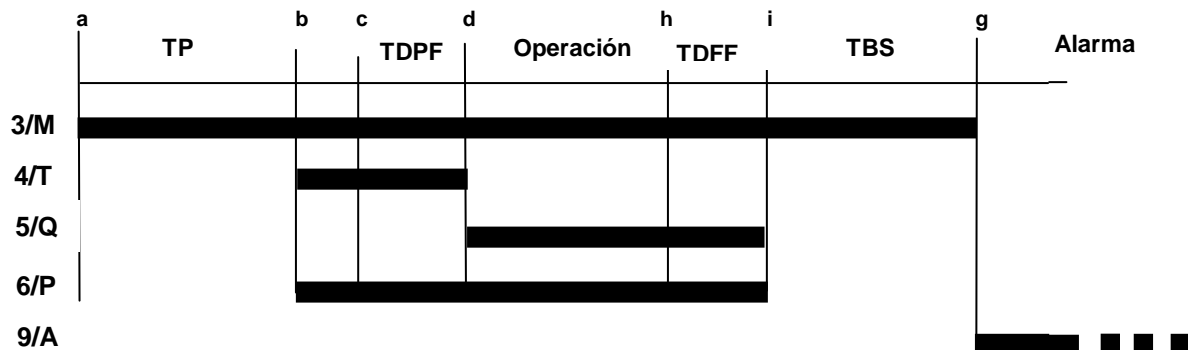 a b c d h i g
TP TDPF Operación TDFF TBS Alarma
3/M
4/T
5/Q
6/P
9/A